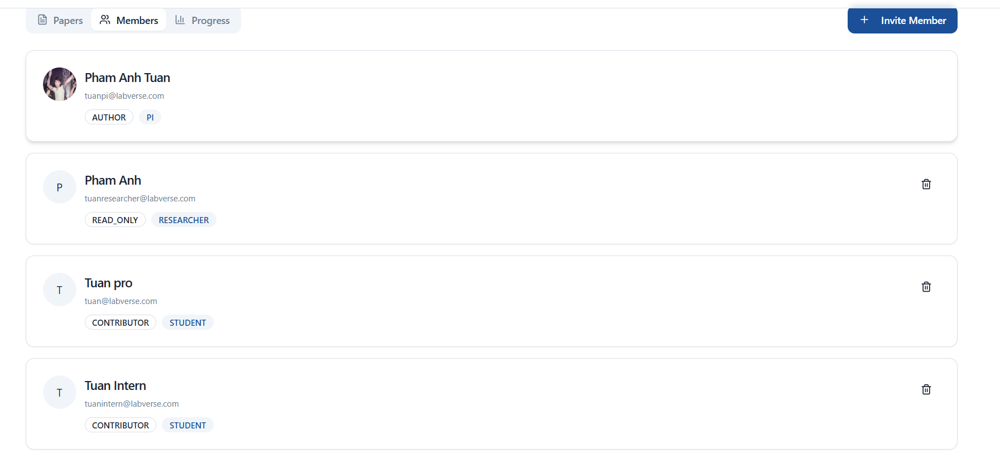 Papers Members Progress Invite Member
Pham Anh Tuan
tuanpi@labverse.com
AUTHOR PI
P
Pham Anh
tuanresearcher@labverse.com
READ_ONLY RESEARCHER
T
Tuan pro
tuan@labverse.com
CONTRIBUTOR STUDENT
T
Tuan Intern
tuanintern@labverse.com
CONTRIBUTOR STUDENT